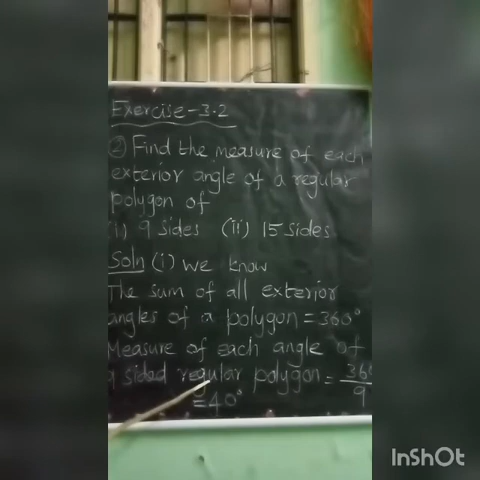 Exercise-3.2
② Find the measure of each
exterior angle of a regular
polygon of
(i) 9 sides (ii) 15 sides
Soln (i) we know
The sum of all exterior
angles of a polygon = 360°
Measure of each angle of
9 sided regular polygon = 360/9
= 40°
InShOt